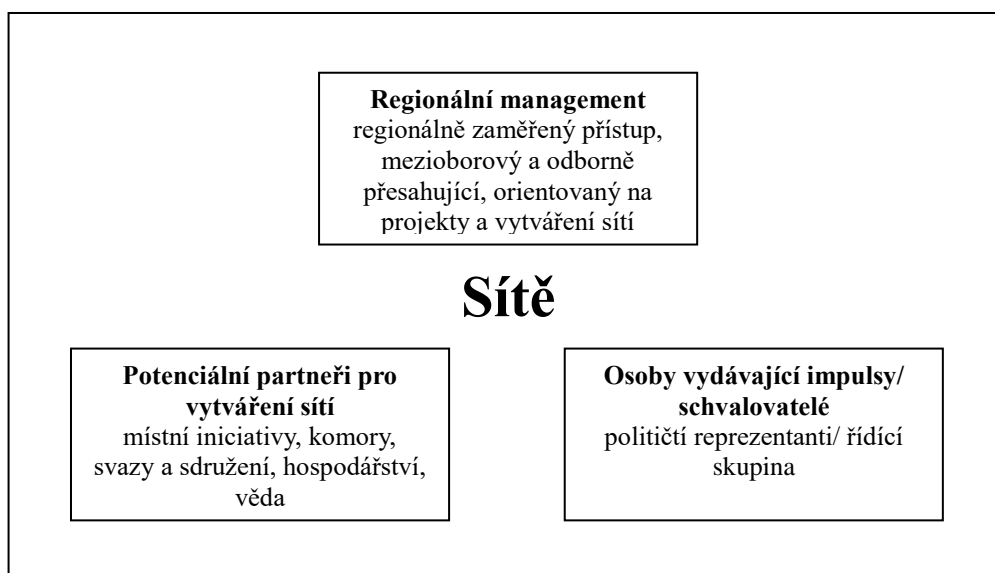 Regionální management
regionálně zaměřený přístup,
mezioborový a odborně
přesahující, orientovaný na
projekty a vytváření sítí
Sítě
Potenciální partneři pro
vytváření sítí
místní iniciativy, komory,
svazy a sdružení, hospodářství,
věda
Osoby vydávající impulsy/
schvalovatelé
političtí reprezentanti/ řídící
skupina